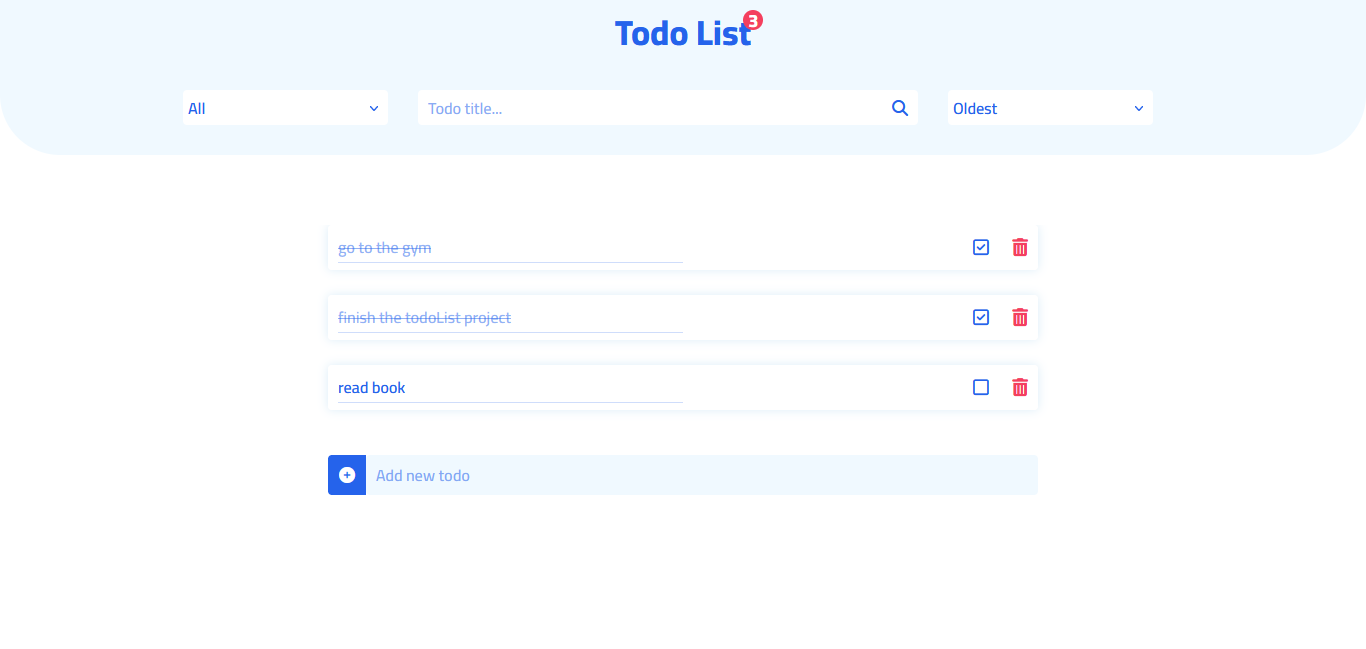 Todo List 3
All Todo title... Oldest
go to the gym
finish the todoList project
read book
Add new todo